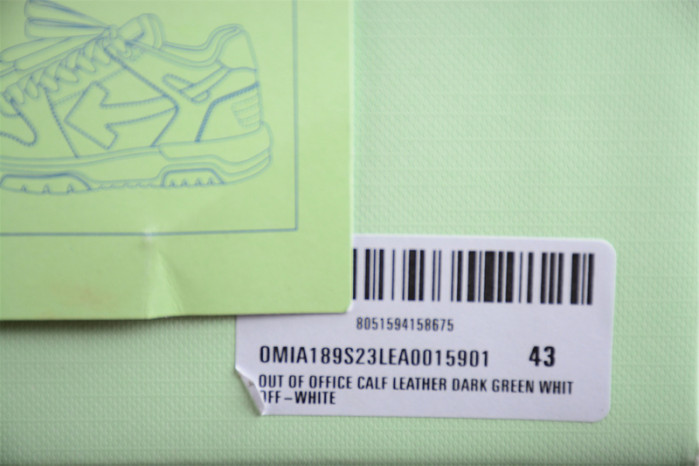 8051594158675
OMIA189S23LEA0015901 43
OUT OF OFFICE CALF LEATHER DARK GREEN WHIT
OFF-WHITE